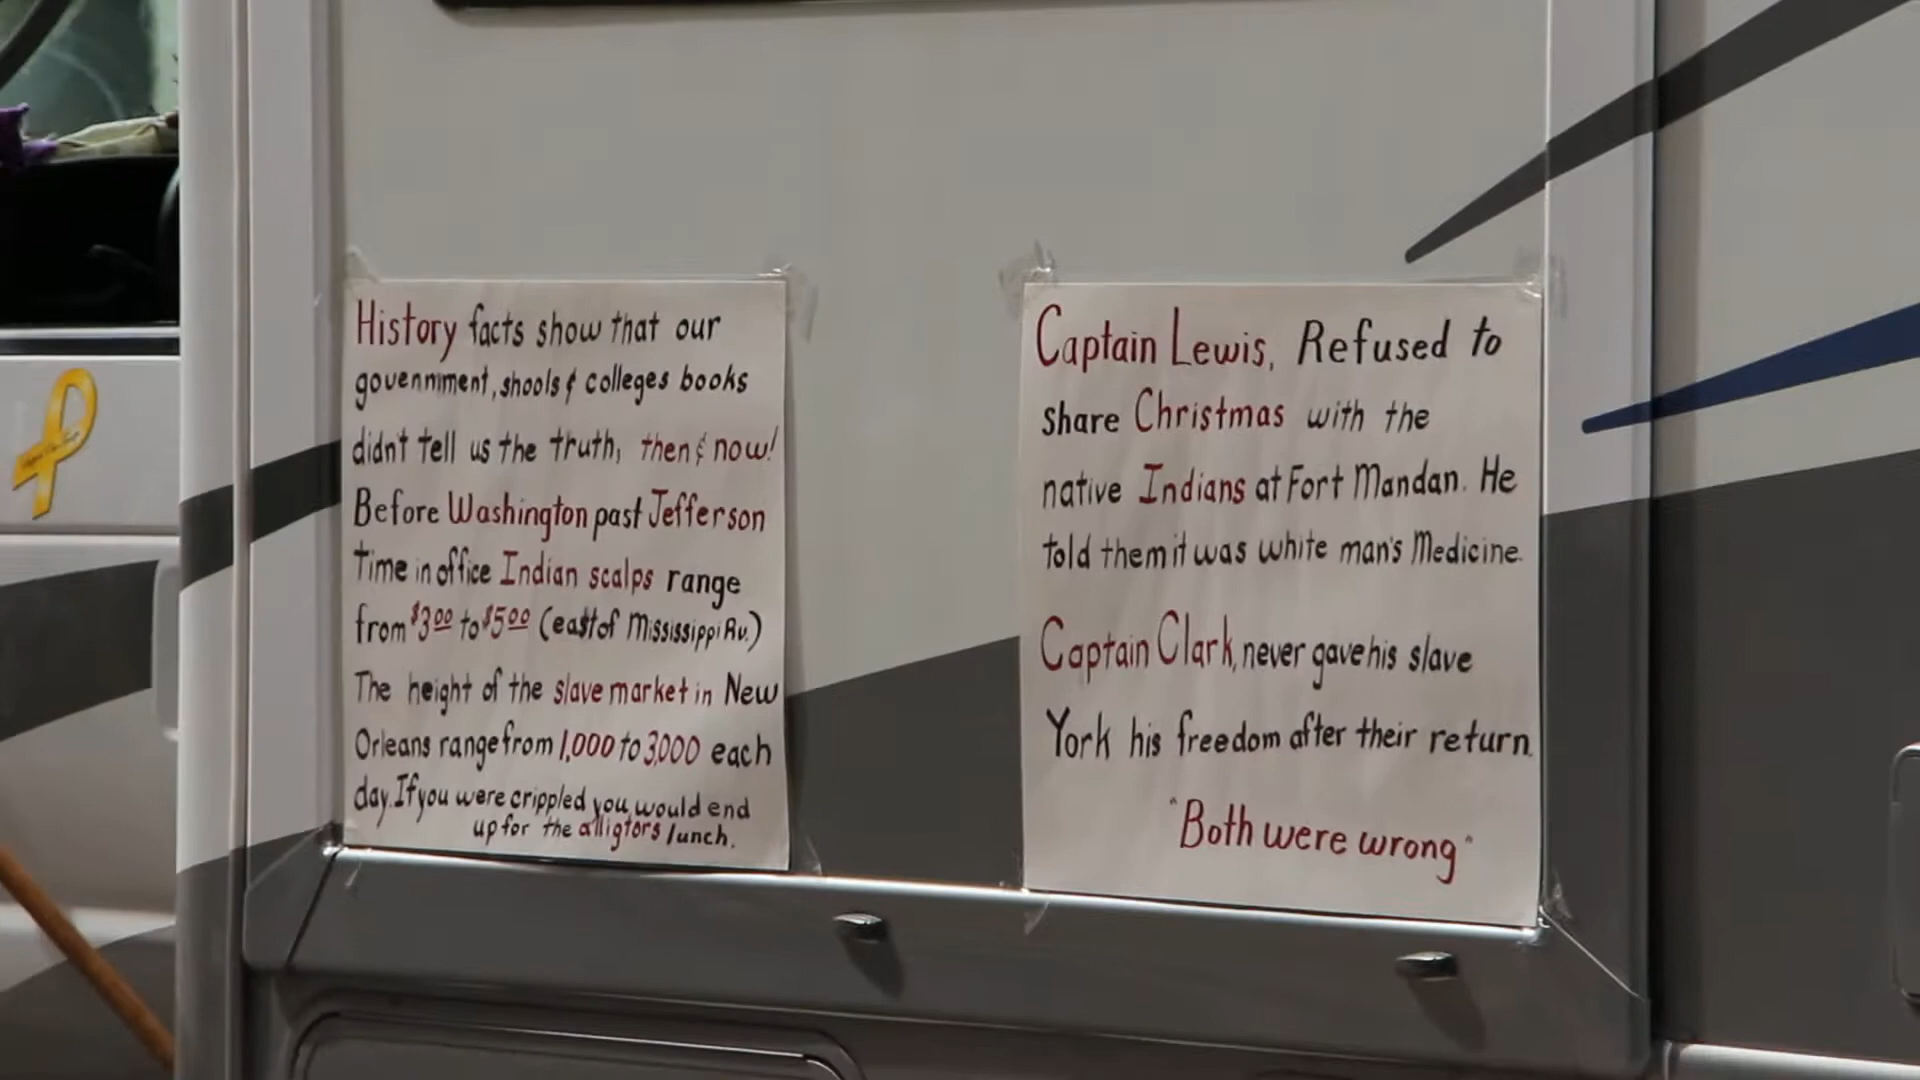 History facts show that our
govennment, shools & colleges books
didn't tell us the truth, then & now!
Before Washington past Jefferson
Time in office Indian scalps range
from $3.00 to $5.00 (east of Mississippi Rv.)
The height of the slave market in New
Orleans range from 1,000 to 3,000 each
day. If you were crippled you would end
up for the alligtors lunch.
Captain Lewis, Refused to
share Christmas with the
native Indians at Fort Mandan. He
told them it was white man's Medicine.
Captain Clark, never gave his slave
York his freedom after their return.
"Both were wrong"